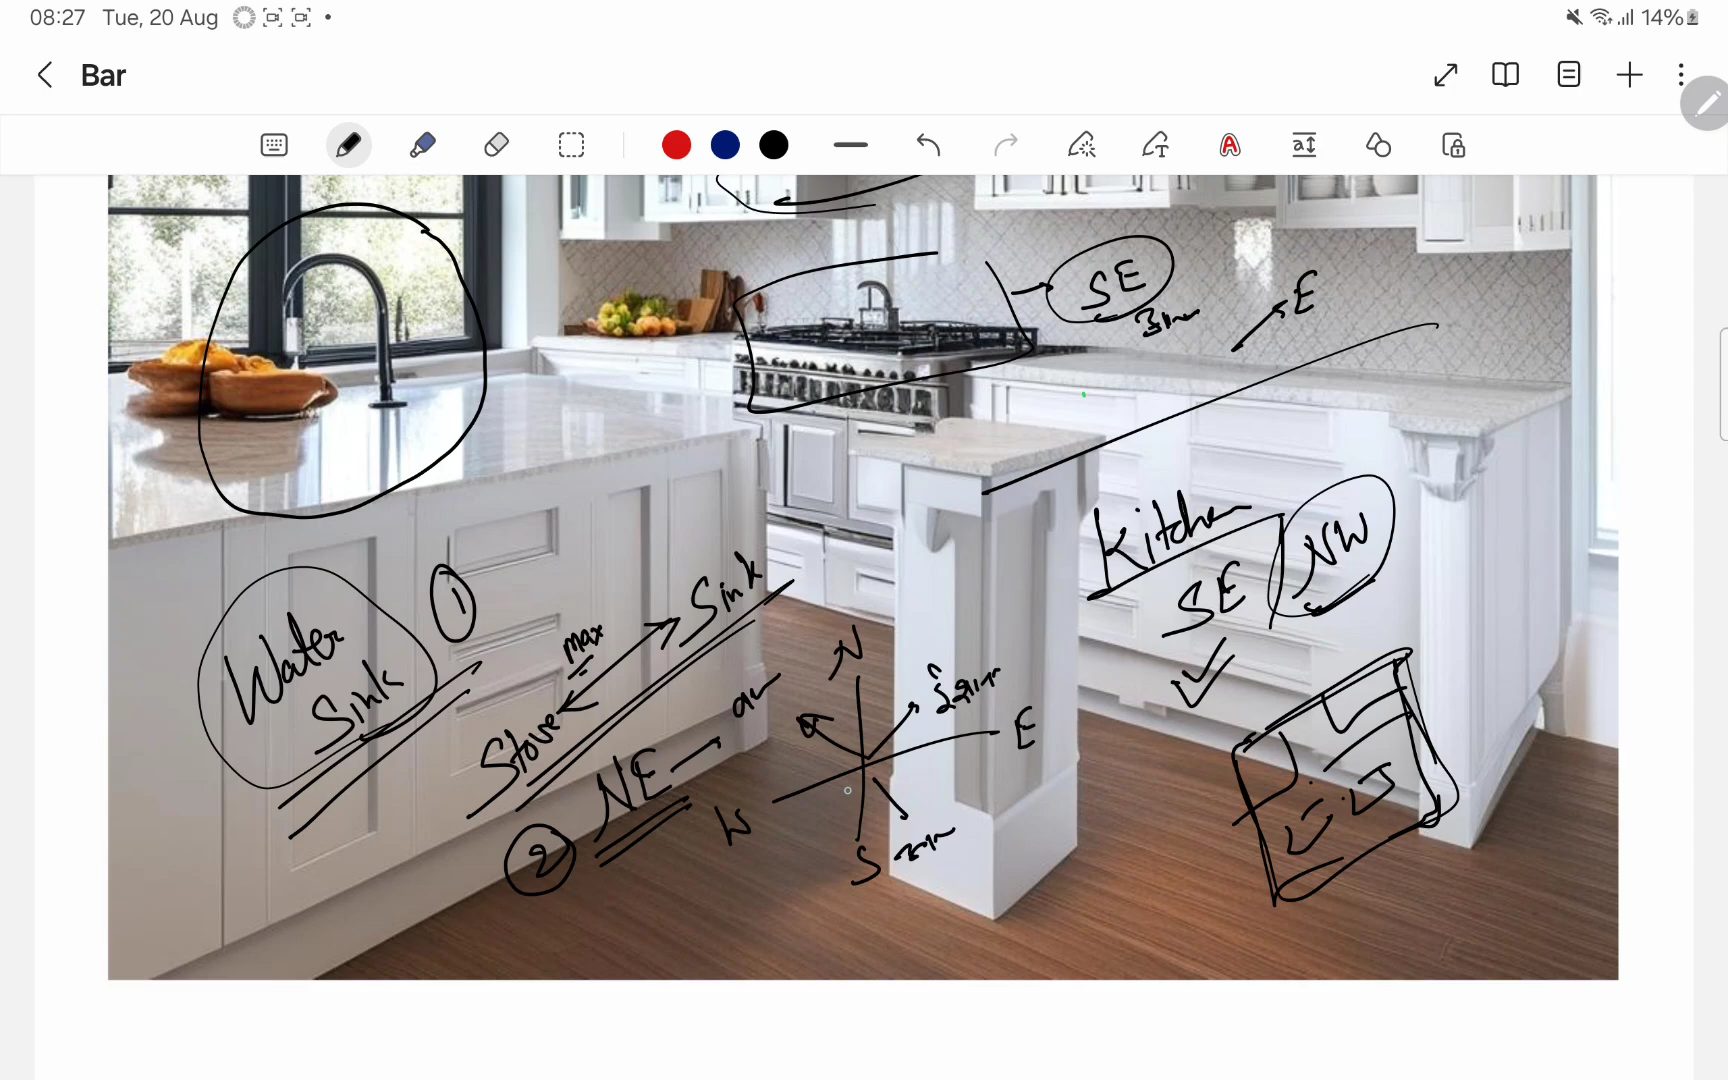 08:27 Tue, 20 Aug
14%
Bar
SE
E
Kitchen
SE
NW
Water
Sink
1
Stove
max
Sink
NE
2
N
E
W
S